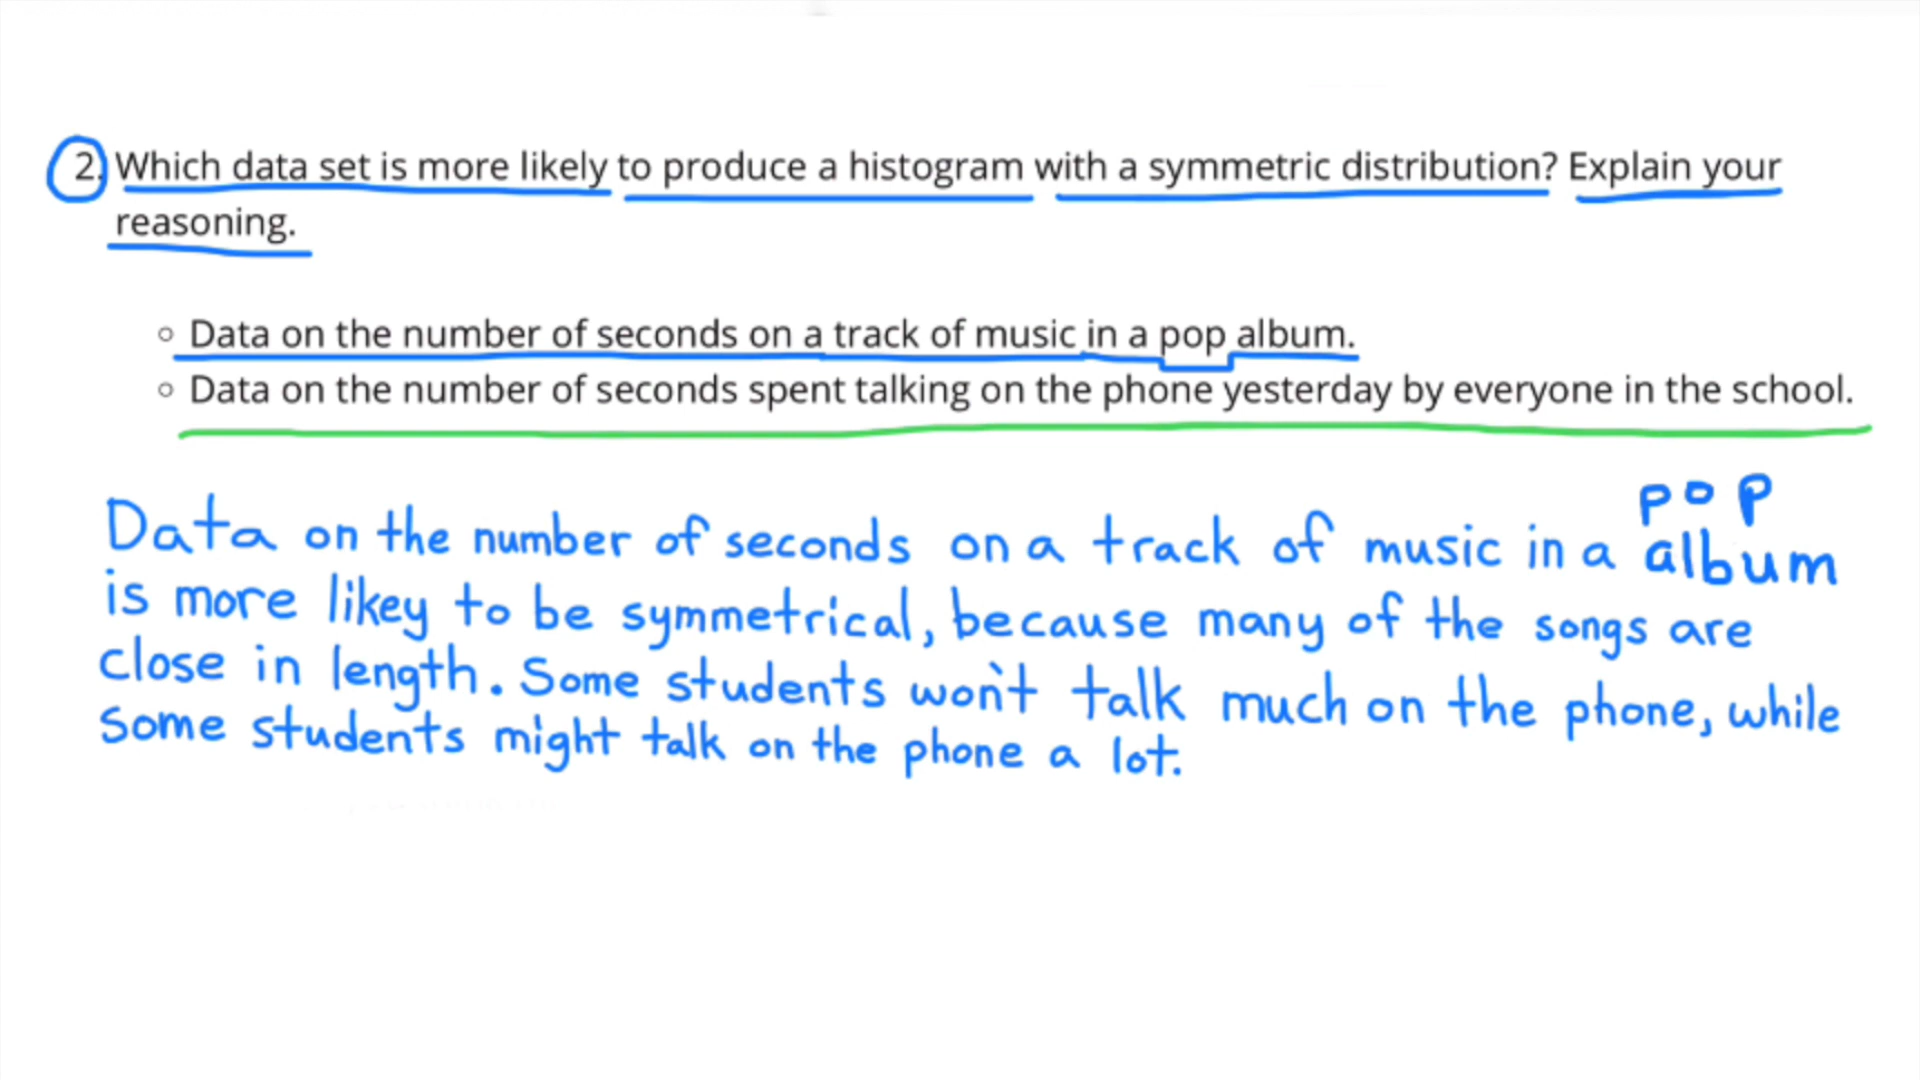 2. Which data set is more likely to produce a histogram with a symmetric distribution? Explain your
reasoning.
○ Data on the number of seconds on a track of music in a pop album.
○ Data on the number of seconds spent talking on the phone yesterday by everyone in the school.
pop
Data on the number of seconds on a track of music in a album
is more likey to be symmetrical, because many of the songs are
close in length. Some students won't talk much on the phone, while
some students might talk on the phone a lot.